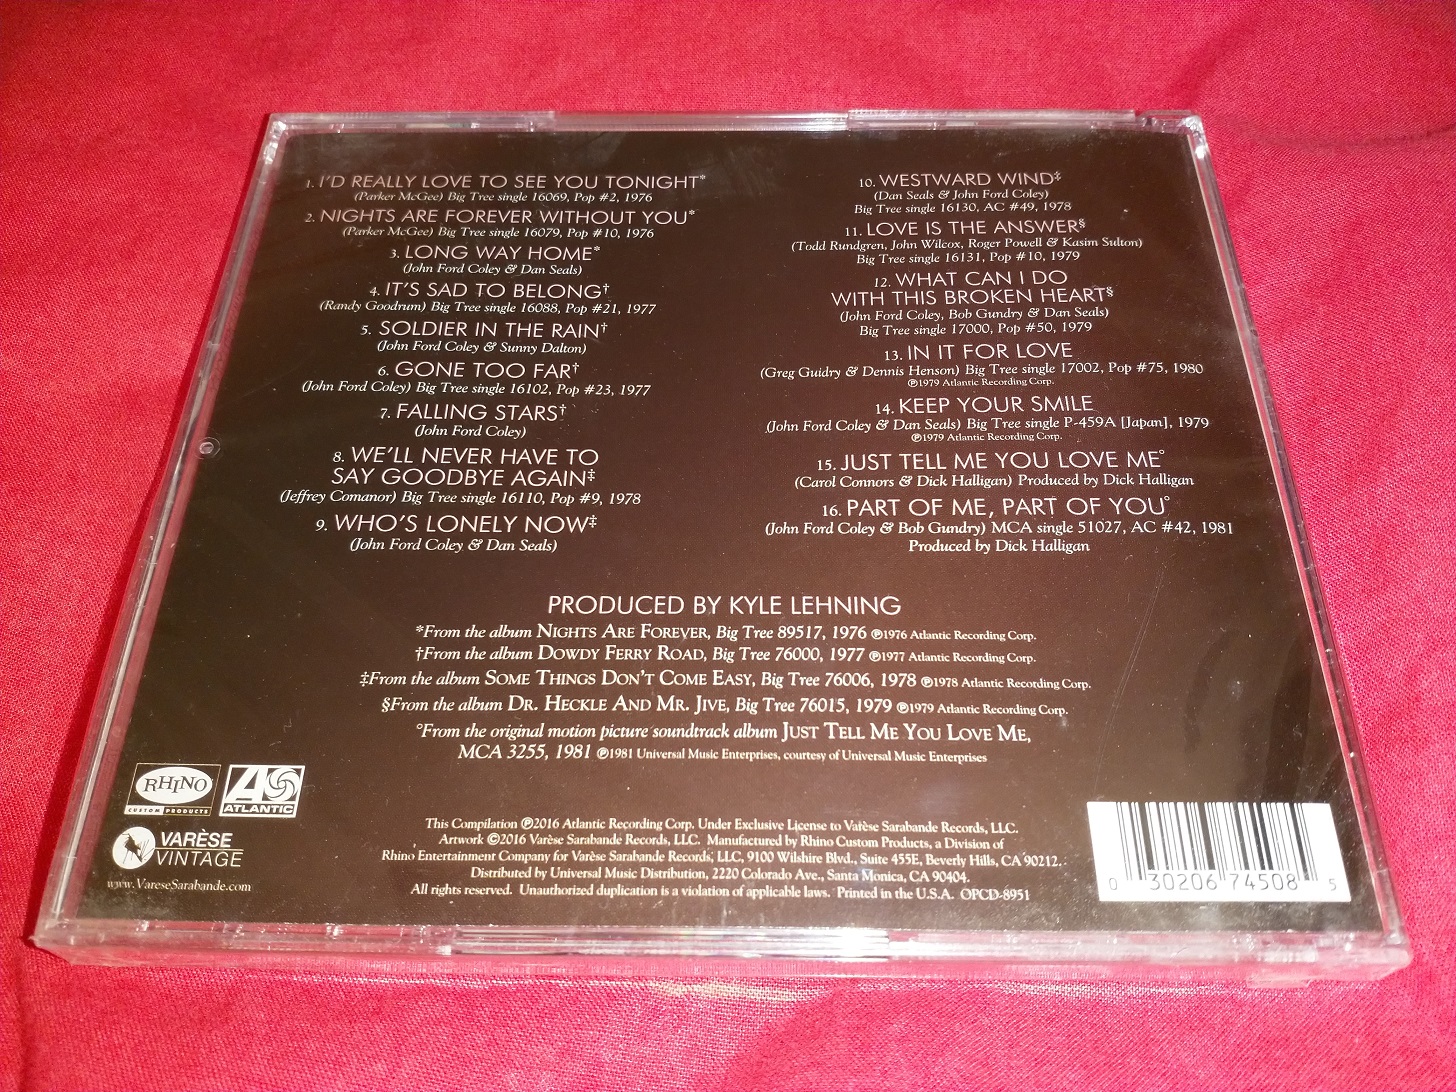 1. I'D REALLY LOVE TO SEE YOU TONIGHT*
(Parker McGee) Big Tree single 16069, Pop #2, 1976
2. NIGHTS ARE FOREVER WITHOUT YOU*
(Parker McGee) Big Tree single 16079, Pop #10, 1976
3. LONG WAY HOME*
(John Ford Coley & Dan Seals)
4. IT'S SAD TO BELONG†
(Randy Goodrum) Big Tree single 16088, Pop #21, 1977
5. SOLDIER IN THE RAIN†
(John Ford Coley & Sunny Dalton)
6. GONE TOO FAR†
(John Ford Coley) Big Tree single 16102, Pop #23, 1977
7. FALLING STARS†
(John Ford Coley)
8. WE'LL NEVER HAVE TO
SAY GOODBYE AGAIN‡
(Jeffrey Comanor) Big Tree single 16110, Pop #9, 1978
9. WHO'S LONELY NOW‡
(John Ford Coley & Dan Seals)
10. WESTWARD WIND‡
(Dan Seals & John Ford Coley)
Big Tree single 16130, AC #49, 1978
11. LOVE IS THE ANSWER§
(Todd Rundgren, John Wilcox, Roger Powell & Kasim Sulton)
Big Tree single 16131, Pop #10, 1979
12. WHAT CAN I DO
WITH THIS BROKEN HEART§
(John Ford Coley, Bob Gundry & Dan Seals)
Big Tree single 17000, Pop #50, 1979
13. IN IT FOR LOVE
(Greg Guidry & Dennis Henson) Big Tree single 17002, Pop #75, 1980
℗1979 Atlantic Recording Corp.
14. KEEP YOUR SMILE
(John Ford Coley & Dan Seals) Big Tree single P-459A [Japan], 1979
℗1979 Atlantic Recording Corp.
15. JUST TELL ME YOU LOVE ME°
(Carol Connors & Dick Halligan) Produced by Dick Halligan
16. PART OF ME, PART OF YOU°
(John Ford Coley & Bob Gundry) MCA single 51027, AC #42, 1981
Produced by Dick Halligan
PRODUCED BY KYLE LEHNING
*From the album NIGHTS ARE FOREVER, Big Tree 89517, 1976 ℗1976 Atlantic Recording Corp.
†From the album DOWDY FERRY ROAD, Big Tree 76000, 1977 ℗1977 Atlantic Recording Corp.
‡From the album SOME THINGS DON'T COME EASY, Big Tree 76006, 1978 ℗1978 Atlantic Recording Corp.
§From the album DR. HECKLE AND MR. JIVE, Big Tree 76015, 1979 ℗1979 Atlantic Recording Corp.
°From the original motion picture soundtrack album JUST TELL ME YOU LOVE ME,
MCA 3255, 1981 ℗1981 Universal Music Enterprises, courtesy of Universal Music Enterprises
RHINO
CUSTOM PRODUCTS
ATLANTIC
VARÈSE
VINTAGE
www.VareseSarabande.com
This Compilation ℗2016 Atlantic Recording Corp. Under Exclusive License to Varèse Sarabande Records, LLC.
Artwork ©2016 Varèse Sarabande Records, LLC. Manufactured by Rhino Custom Products, a Division of
Rhino Entertainment Company for Varèse Sarabande Records, LLC, 9100 Wilshire Blvd., Suite 455E, Beverly Hills, CA 90212.
Distributed by Universal Music Distribution, 2220 Colorado Ave., Santa Monica, CA 90404.
All rights reserved. Unauthorized duplication is a violation of applicable laws. Printed in the U.S.A. OPCD-8951
0 30206 74508 5